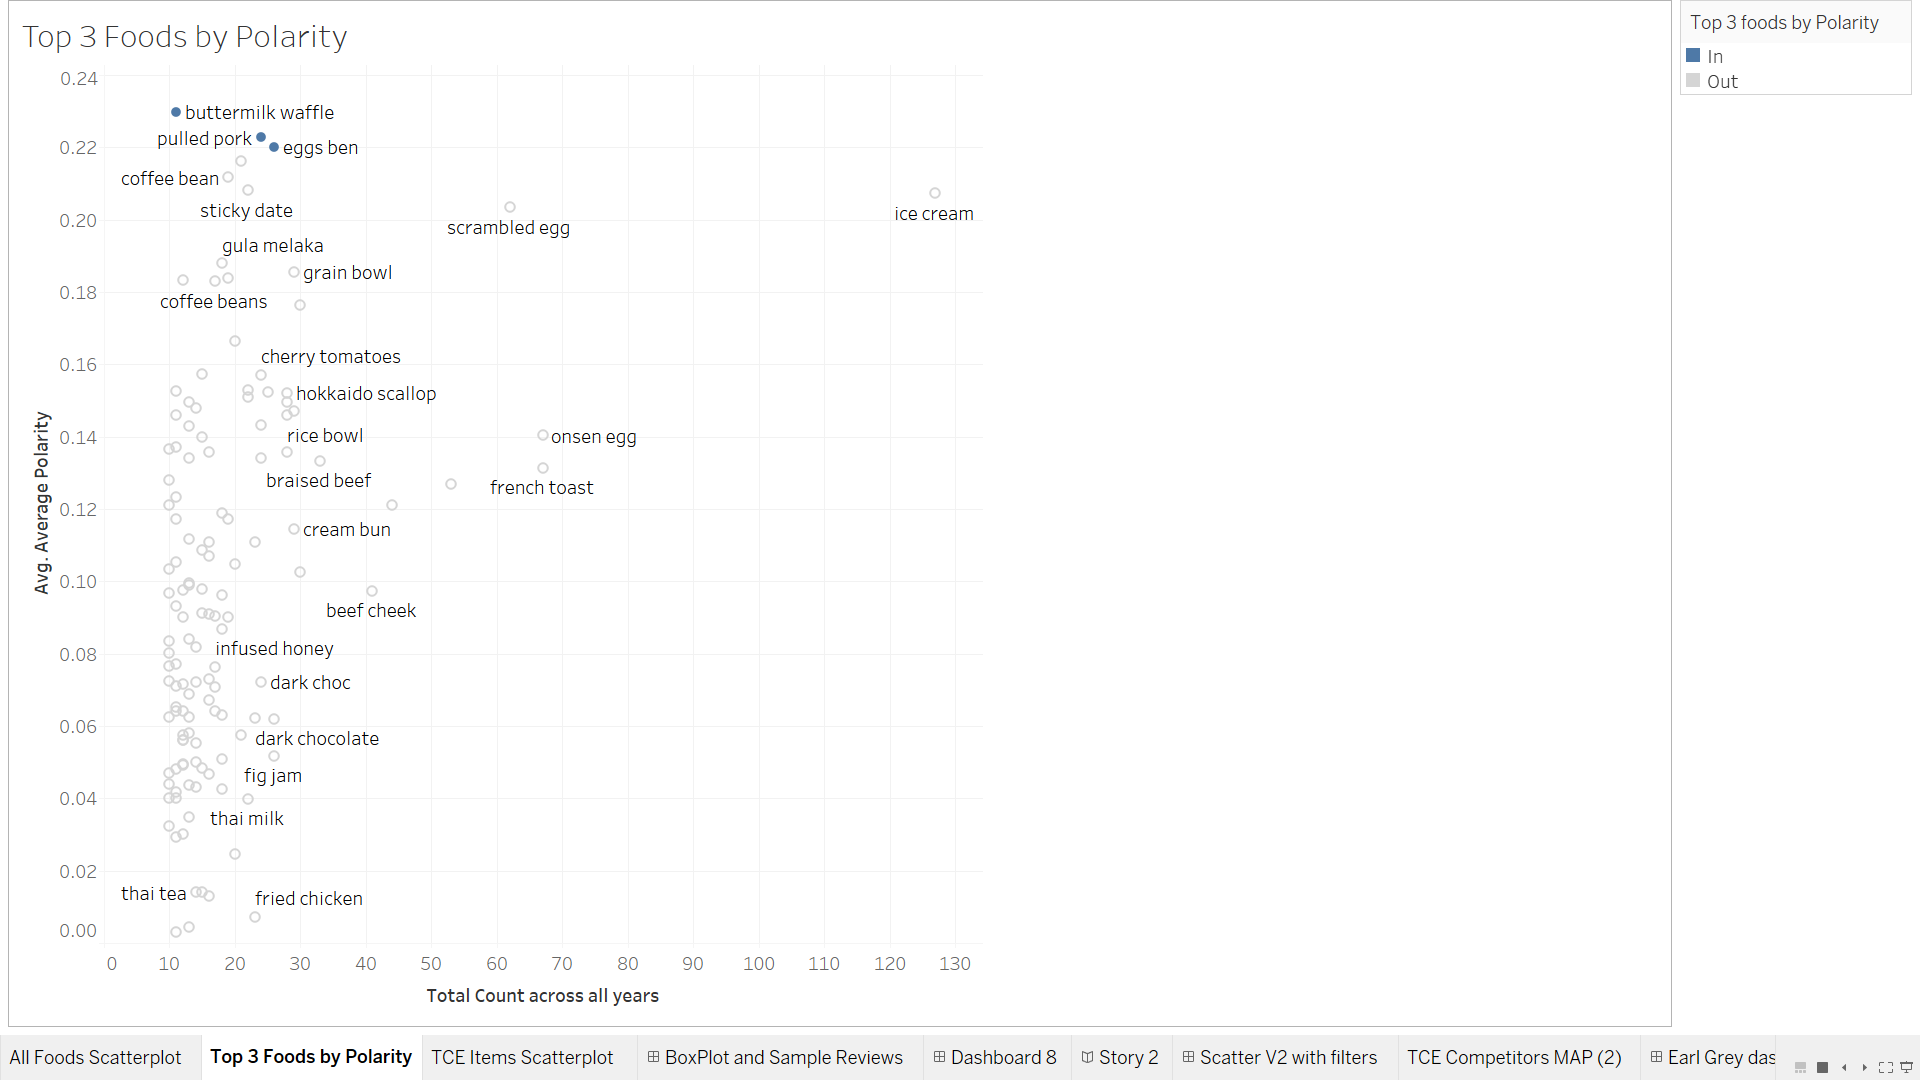 Top 3 Foods by Polarity
Top 3 foods by Polarity
In
Out
0.24
0.22
0.20
0.18
0.16
0.14
0.12
0.10
0.08
0.06
0.04
0.02
0.00
Avg. Average Polarity
buttermilk waffle
pulled pork
eggs ben
coffee bean
sticky date
scrambled egg
ice cream
gula melaka
grain bowl
coffee beans
cherry tomatoes
hokkaido scallop
rice bowl
onsen egg
braised beef
french toast
cream bun
beef cheek
infused honey
dark choc
dark chocolate
fig jam
thai milk
thai tea
fried chicken
0 10 20 30 40 50 60 70 80 90 100 110 120 130
Total Count across all years
All Foods Scatterplot
Top 3 Foods by Polarity
TCE Items Scatterplot
BoxPlot and Sample Reviews
Dashboard 8
Story 2
Scatter V2 with filters
TCE Competitors MAP (2)
Earl Grey das